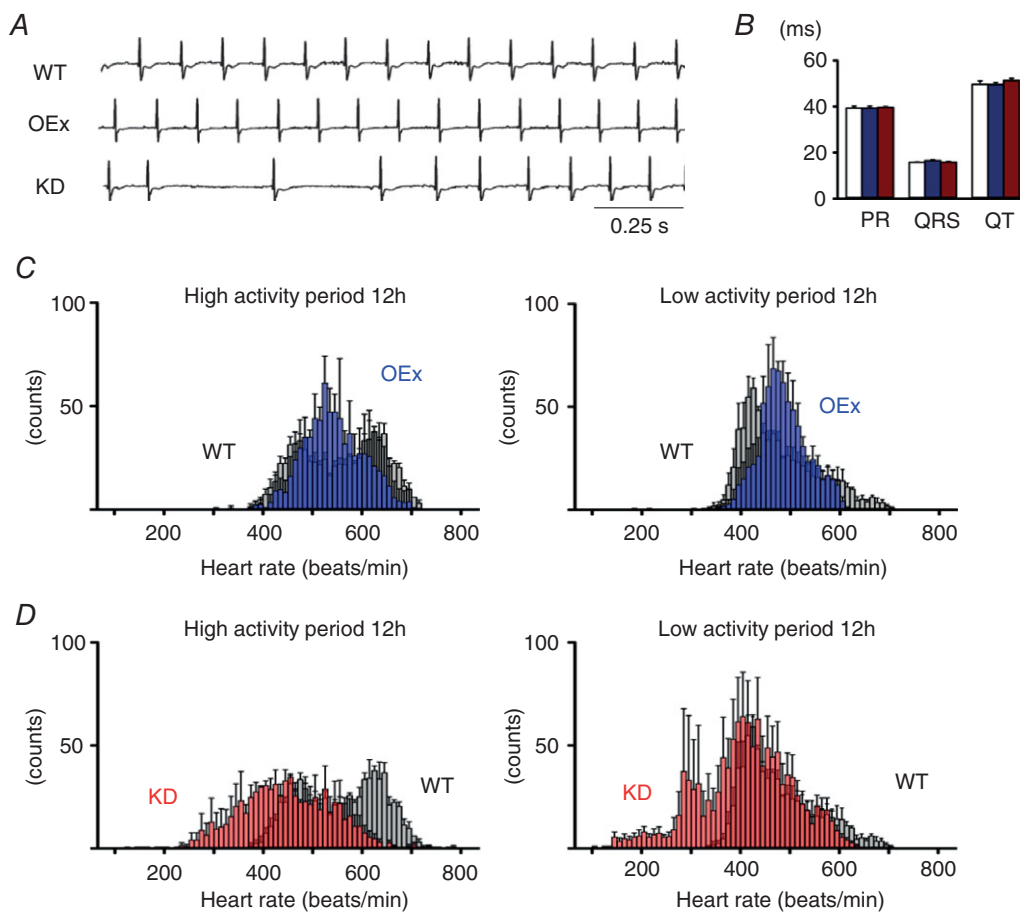 A
WT
OEx
KD
0.25 s
B (ms)
60
40
20
0
PR QRS QT
C
High activity period 12h
100
50
(counts)
WT
OEx
200 400 600 800
Heart rate (beats/min)
Low activity period 12h
100
50
(counts)
WT
OEx
200 400 600 800
Heart rate (beats/min)
D
High activity period 12h
100
50
(counts)
KD
WT
200 400 600 800
Heart rate (beats/min)
Low activity period 12h
100
50
(counts)
KD
WT
200 400 600 800
Heart rate (beats/min)